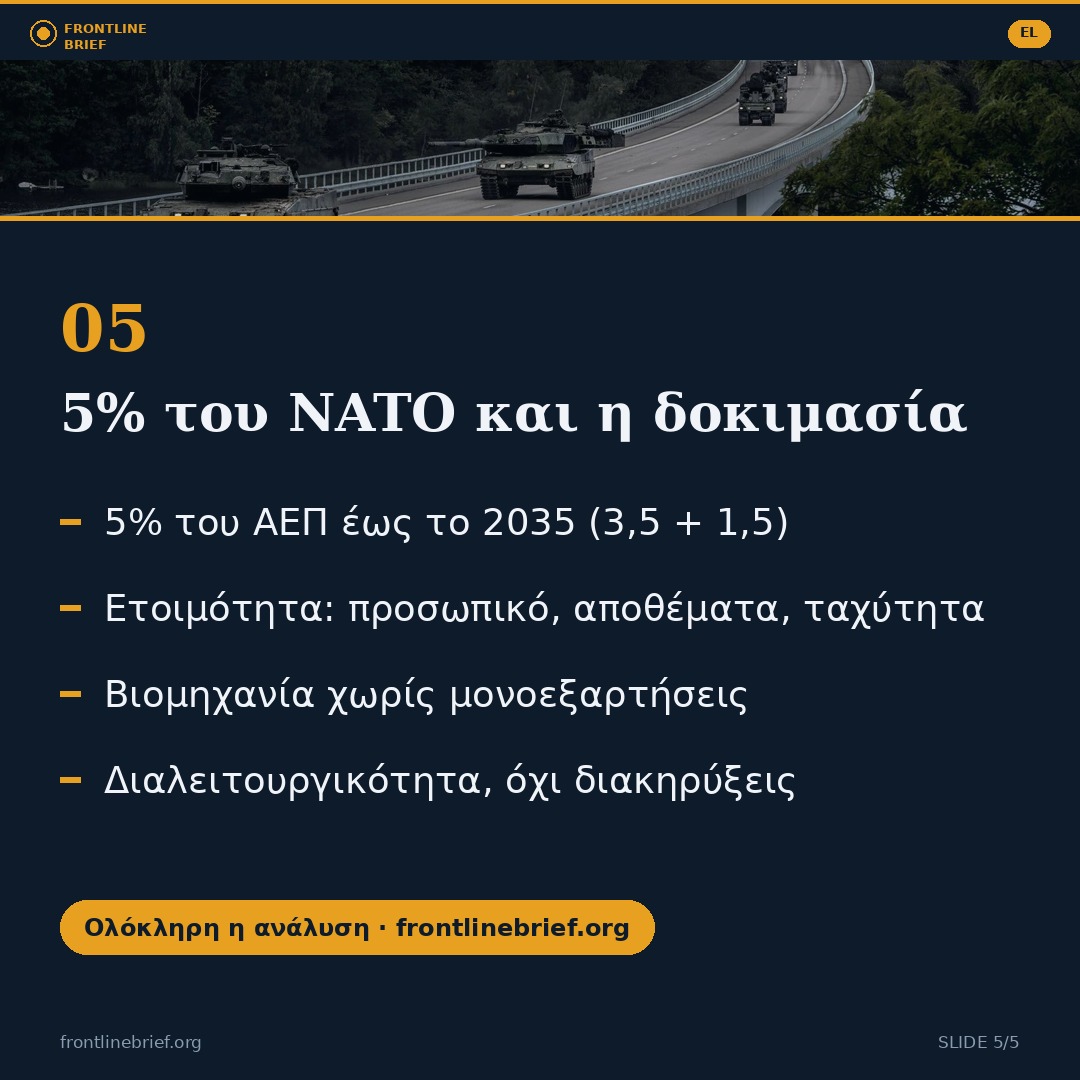 FRONTLINE
BRIEF
EL
05
5% του NATO και η δοκιμασία
– 5% του ΑΕΠ έως το 2035 (3,5 + 1,5)
– Ετοιμότητα: προσωπικό, αποθέματα, ταχύτητα
– Βιομηχανία χωρίς μονοεξαρτήσεις
– Διαλειτουργικότητα, όχι διακηρύξεις
Ολόκληρη η ανάλυση · frontlinebrief.org
frontlinebrief.org
SLIDE 5/5